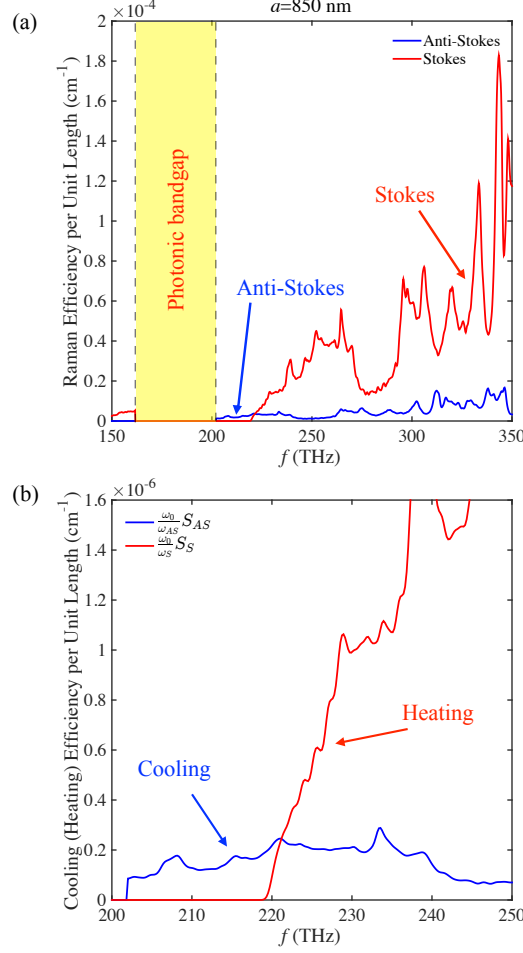 a=850 nm
(a)
×10⁻⁴
Raman Efficiency per Unit Length (cm⁻¹)
2
1.8
1.6
1.4
1.2
1
0.8
0.6
0.4
0.2
0
Photonic bandgap
Anti-Stokes
Stokes
Stokes
Anti-Stokes
150 200 250 300 350
f (THz)
(b)
×10⁻⁶
Cooling (Heating) Efficiency per Unit Length (cm⁻¹)
1.6
1.4
1.2
1
0.8
0.6
0.4
0.2
0
ω₀/ω_AS S_AS
ω₀/ω_S S_S
Heating
Cooling
200 210 220 230 240 250
f (THz)